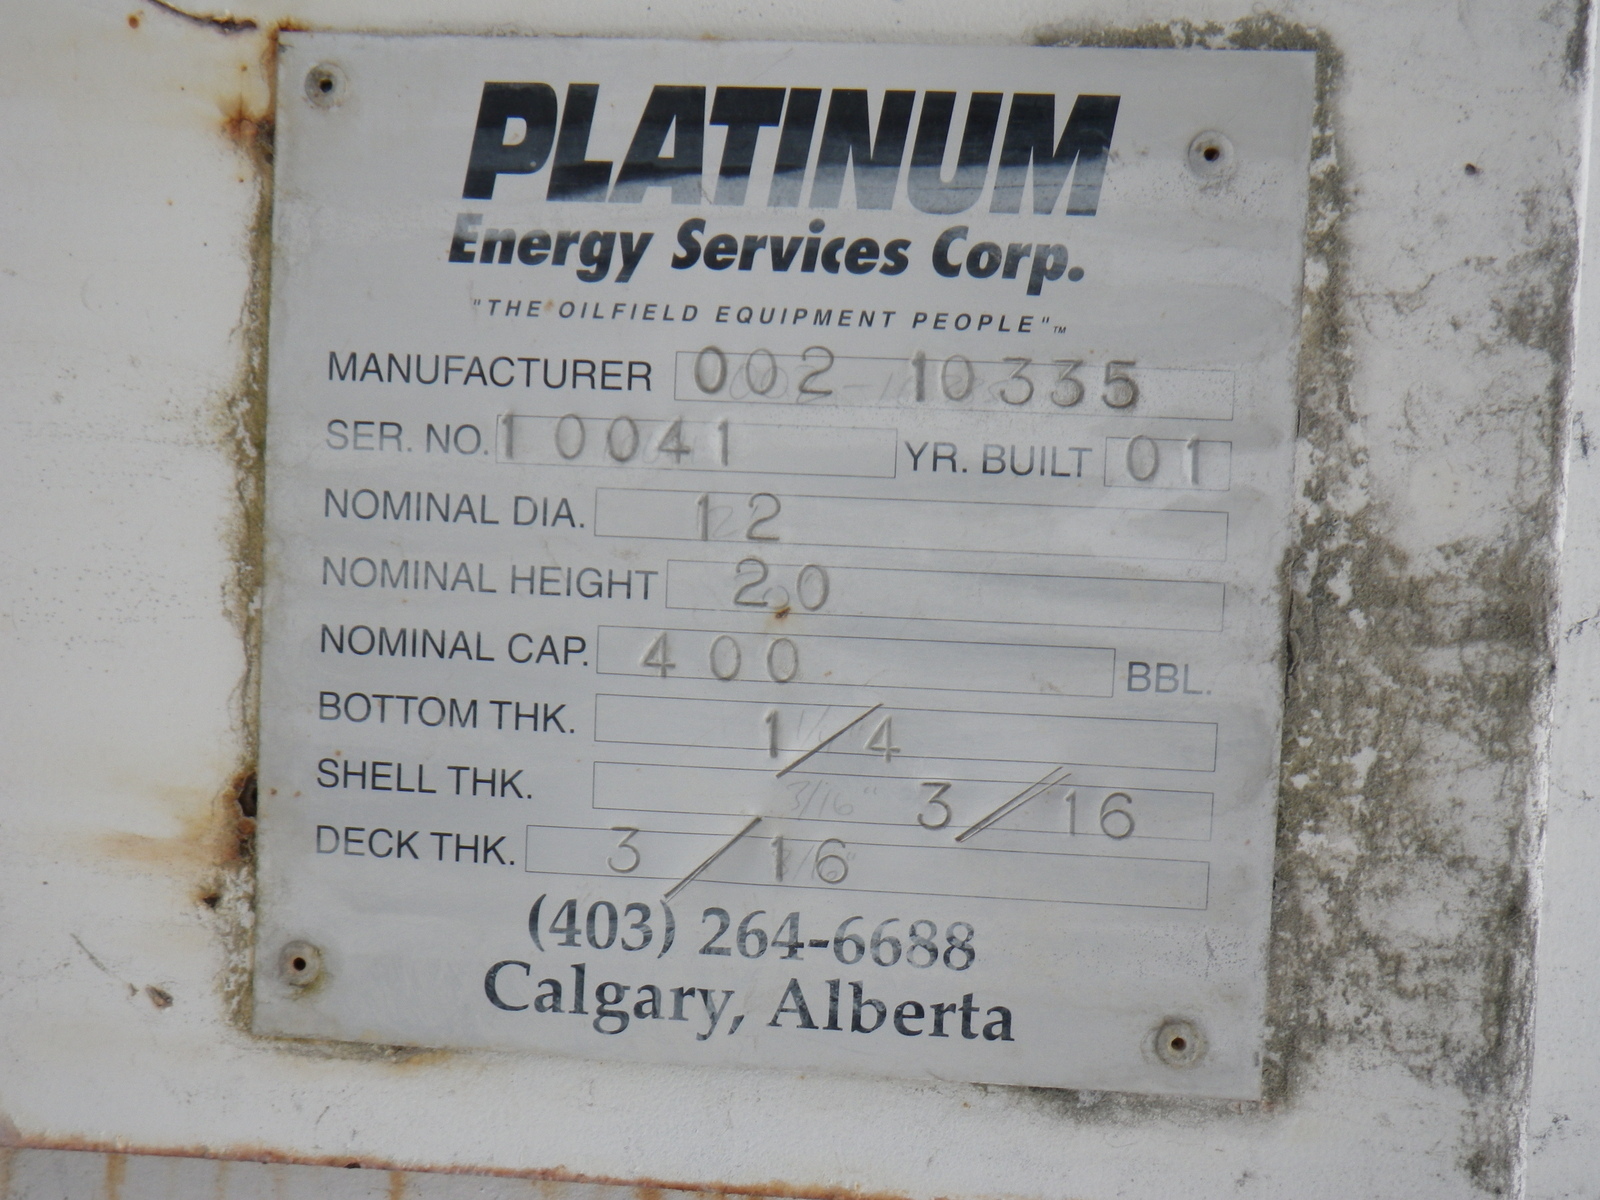 PLATINUM
Energy Services Corp.
"THE OILFIELD EQUIPMENT PEOPLE"™
MANUFACTURER 002 10335
SER. NO. 10041 YR. BUILT 01
NOMINAL DIA. 12
NOMINAL HEIGHT 20
NOMINAL CAP. 400 BBL.
BOTTOM THK. 1/4
SHELL THK. 3/16" 3/16
DECK THK. 3/16
(403) 264-6688
Calgary, Alberta